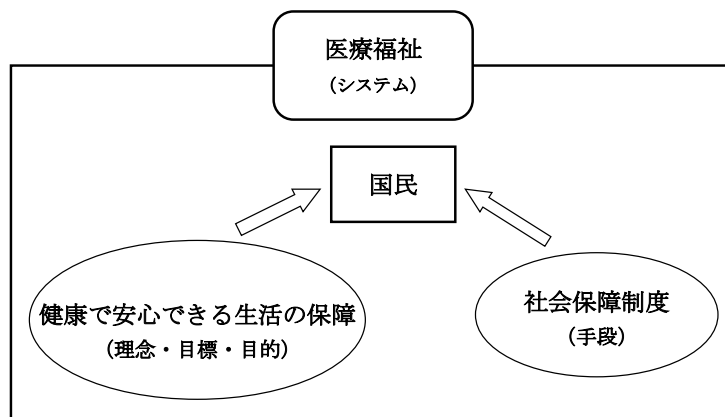 医療福祉
（システム）
国民
健康で安心できる生活の保障
（理念・目標・目的）
社会保障制度
（手段）